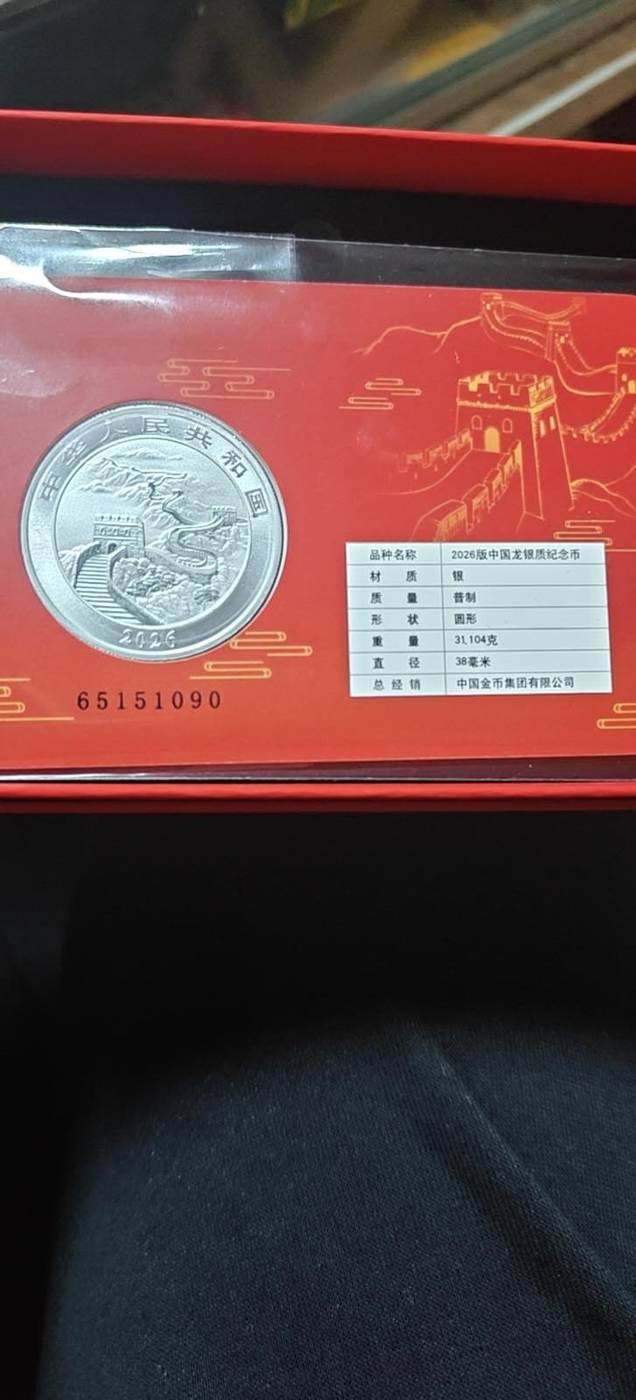 中华人民共和国
2026
65151090
品种名称 2026版中国龙银质纪念币
材质 银
质量 普制
形状 圆形
重量 31.104克
直径 38毫米
总经销 中国金币集团有限公司